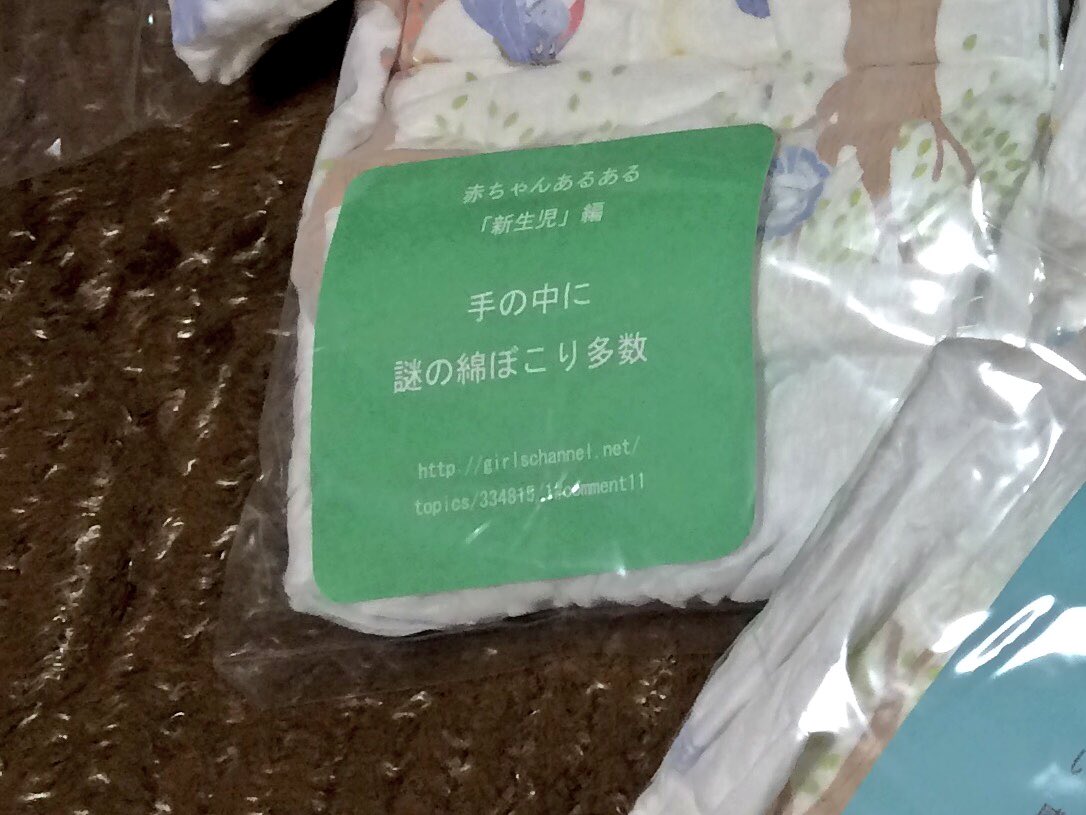 赤ちゃんあるある
「新生児」編
手の中に
謎の綿ぼこり多数
http://girlschannel.net/
topics/334815/1#comment11